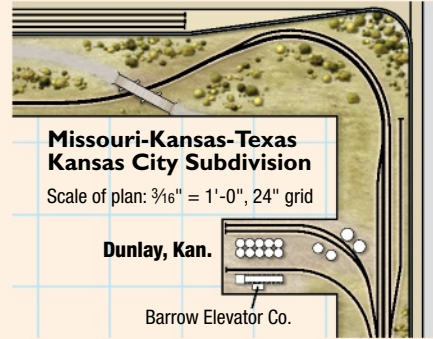 Missouri-Kansas-Texas
Kansas City Subdivision
Scale of plan: 3⁄16" = 1'-0", 24" grid
Dunlay, Kan.
Barrow Elevator Co.